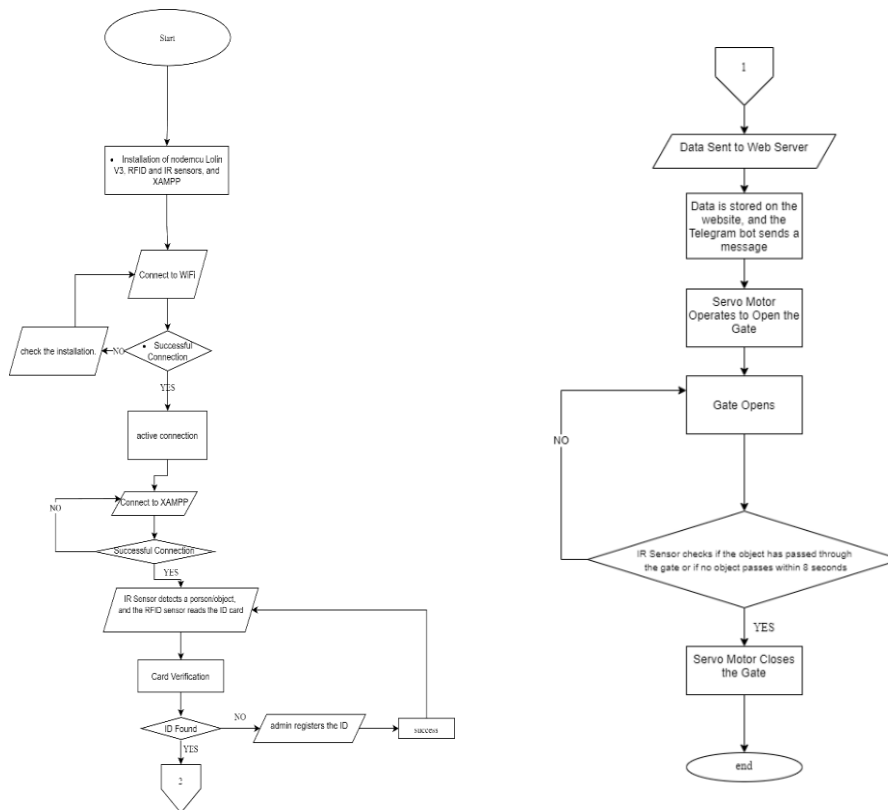 Start
• Installation of nodemcu Lolin
V3, RFID and IR sensors, and
XAMPP
Connect to WiFi
• Successful
Connection
NO
check the installation.
YES
active connection
Connect to XAMPP
NO
Successful Connection
YES
IR Sensor detects a person/object,
and the RFID sensor reads the ID card
Card Verification
ID Found
NO
admin registers the ID
success
YES
2
1
Data Sent to Web Server
Data is stored on the
website, and the
Telegram bot sends a
message
Servo Motor
Operates to Open the
Gate
Gate Opens
NO
IR Sensor checks if the object has passed through
the gate or if no object passes within 8 seconds
YES
Servo Motor Closes
the Gate
end